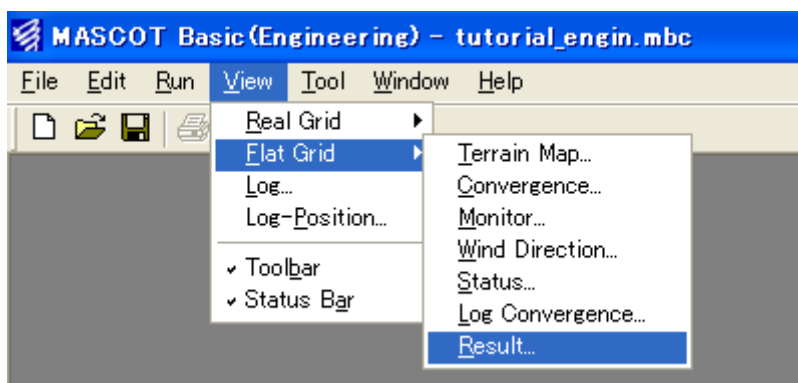 MASCOT Basic(Engineering) - tutorial_engin.mbc
File Edit Run View Tool Window Help
Real Grid
Flat Grid
Log...
Log-Position...
Toolbar
Status Bar
Terrain Map...
Convergence...
Monitor...
Wind Direction...
Status...
Log Convergence...
Result...